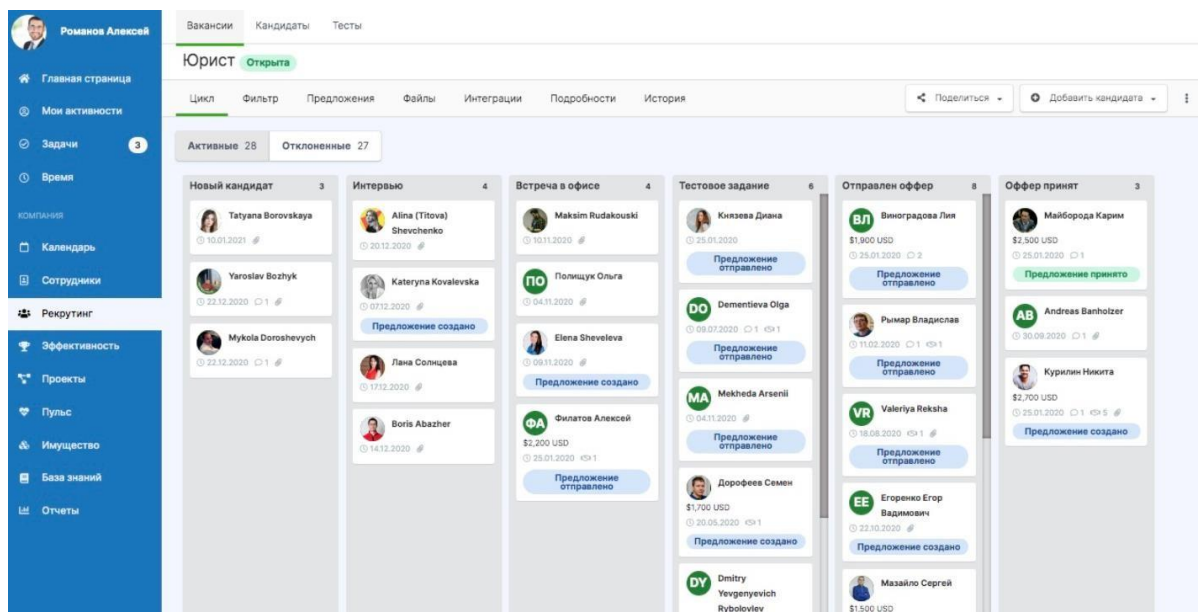 Романов Алексей
Главная страница
Мои активности
Задачи 3
Время
КОМПАНИЯ
Календарь
Сотрудники
Рекрутинг
Эффективность
Проекты
Пульс
Имущество
База знаний
Отчеты
Вакансии Кандидаты Тесты
Юрист Открыта
Цикл Фильтр Предложения Файлы Интеграции Подробности История
Поделиться Добавить кандидата
Активные 28 Отклоненные 27
Новый кандидат 3
Tatyana Borovskaya
10.01.2021
Yaroslav Bozhyk
22.12.2020 1
Mykola Doroshevych
22.12.2020 1
Интервью 4
Alina (Titova)
Shevchenko
20.12.2020
Kateryna Kovalevska
07.12.2020
Предложение создано
Лана Солнцева
17.12.2020
Boris Abazher
14.12.2020
Встреча в офисе 4
Maksim Rudakouski
10.11.2020
ПО Полищук Ольга
04.11.2020
Elena Sheveleva
09.11.2020
Предложение создано
ФА Филатов Алексей
$2,200 USD
25.01.2020 1
Предложение
отправлено
Тестовое задание 6
Князева Диана
25.01.2020
Предложение
отправлено
DO Dementieva Olga
09.07.2020 1 1
Предложение
отправлено
MA Mekheda Arsenii
04.11.2020
Предложение
отправлено
Дорофеев Семен
$1,700 USD
20.05.2020 1
Предложение создано
DY Dmitry
Yevgenyevich
Rybolovlev
Отправлен оффер 8
ВЛ Виноградова Лия
$1,900 USD
25.01.2020 2
Предложение
отправлено
Рымар Владислав
11.02.2020 1 1
Предложение
отправлено
VR Valeriya Reksha
18.08.2020 1
Предложение
отправлено
ЕЕ Егоренко Егор
Вадимович
22.10.2020
Предложение создано
Мазайло Сергей
$1,500 USD
Оффер принят 3
Майборода Карим
$2,500 USD
25.01.2020 1
Предложение принято
AB Andreas Banholzer
30.09.2020 1
Курилин Никита
$2,700 USD
25.01.2020 1 5
Предложение создано